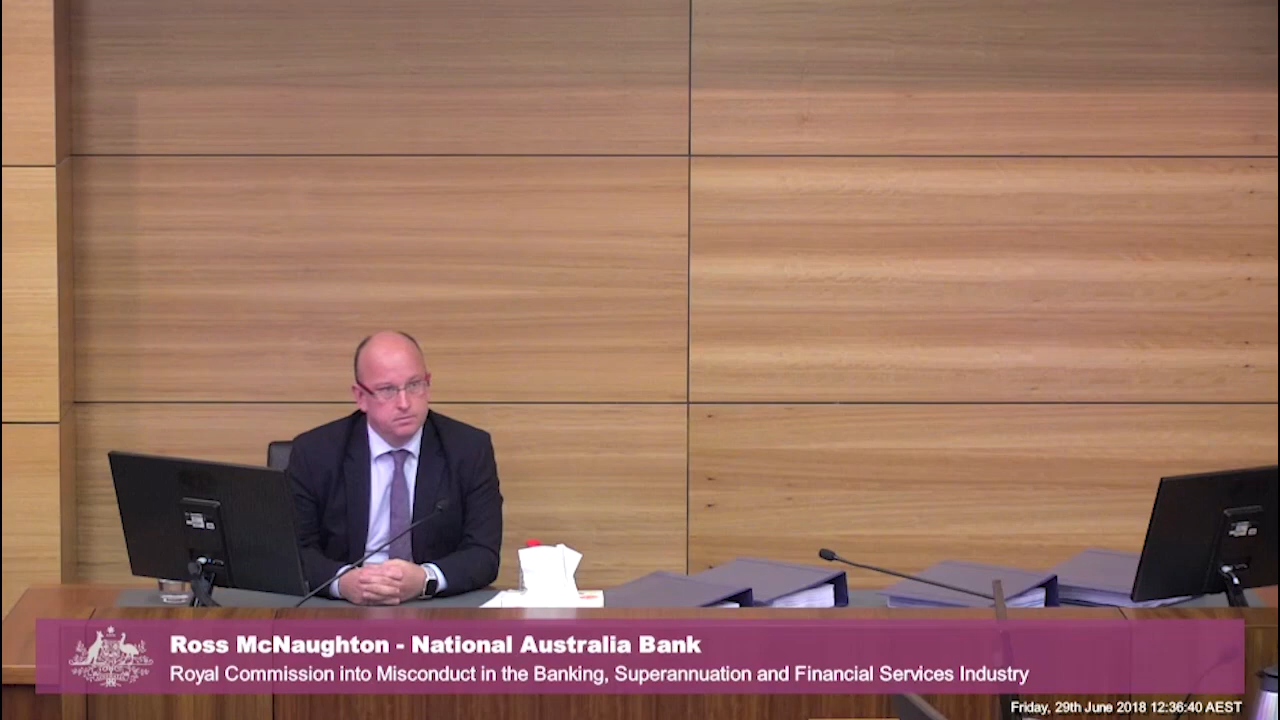 Ross McNaughton - National Australia Bank
Royal Commission into Misconduct in the Banking, Superannuation and Financial Services Industry
Friday, 29th June 2018 12:36:40 AEST